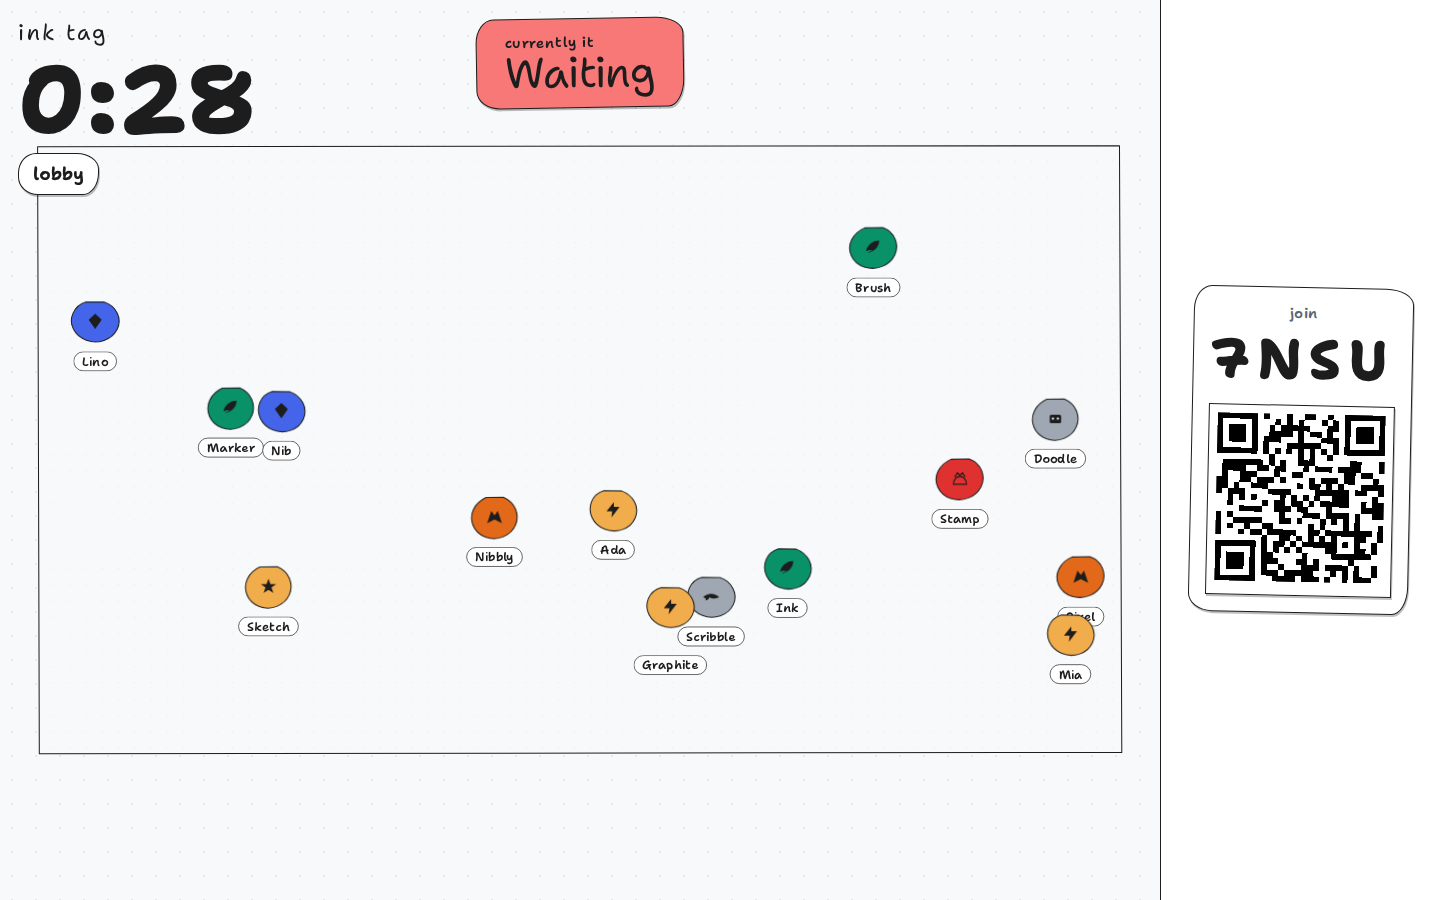 ink tag
0:28
currently it
Waiting
lobby
Brush
Lino
Marker
Nib
Doodle
Stamp
Nibbly
Ada
Ink
Sketch
Scribble
Graphite
Mia
join
7NSU